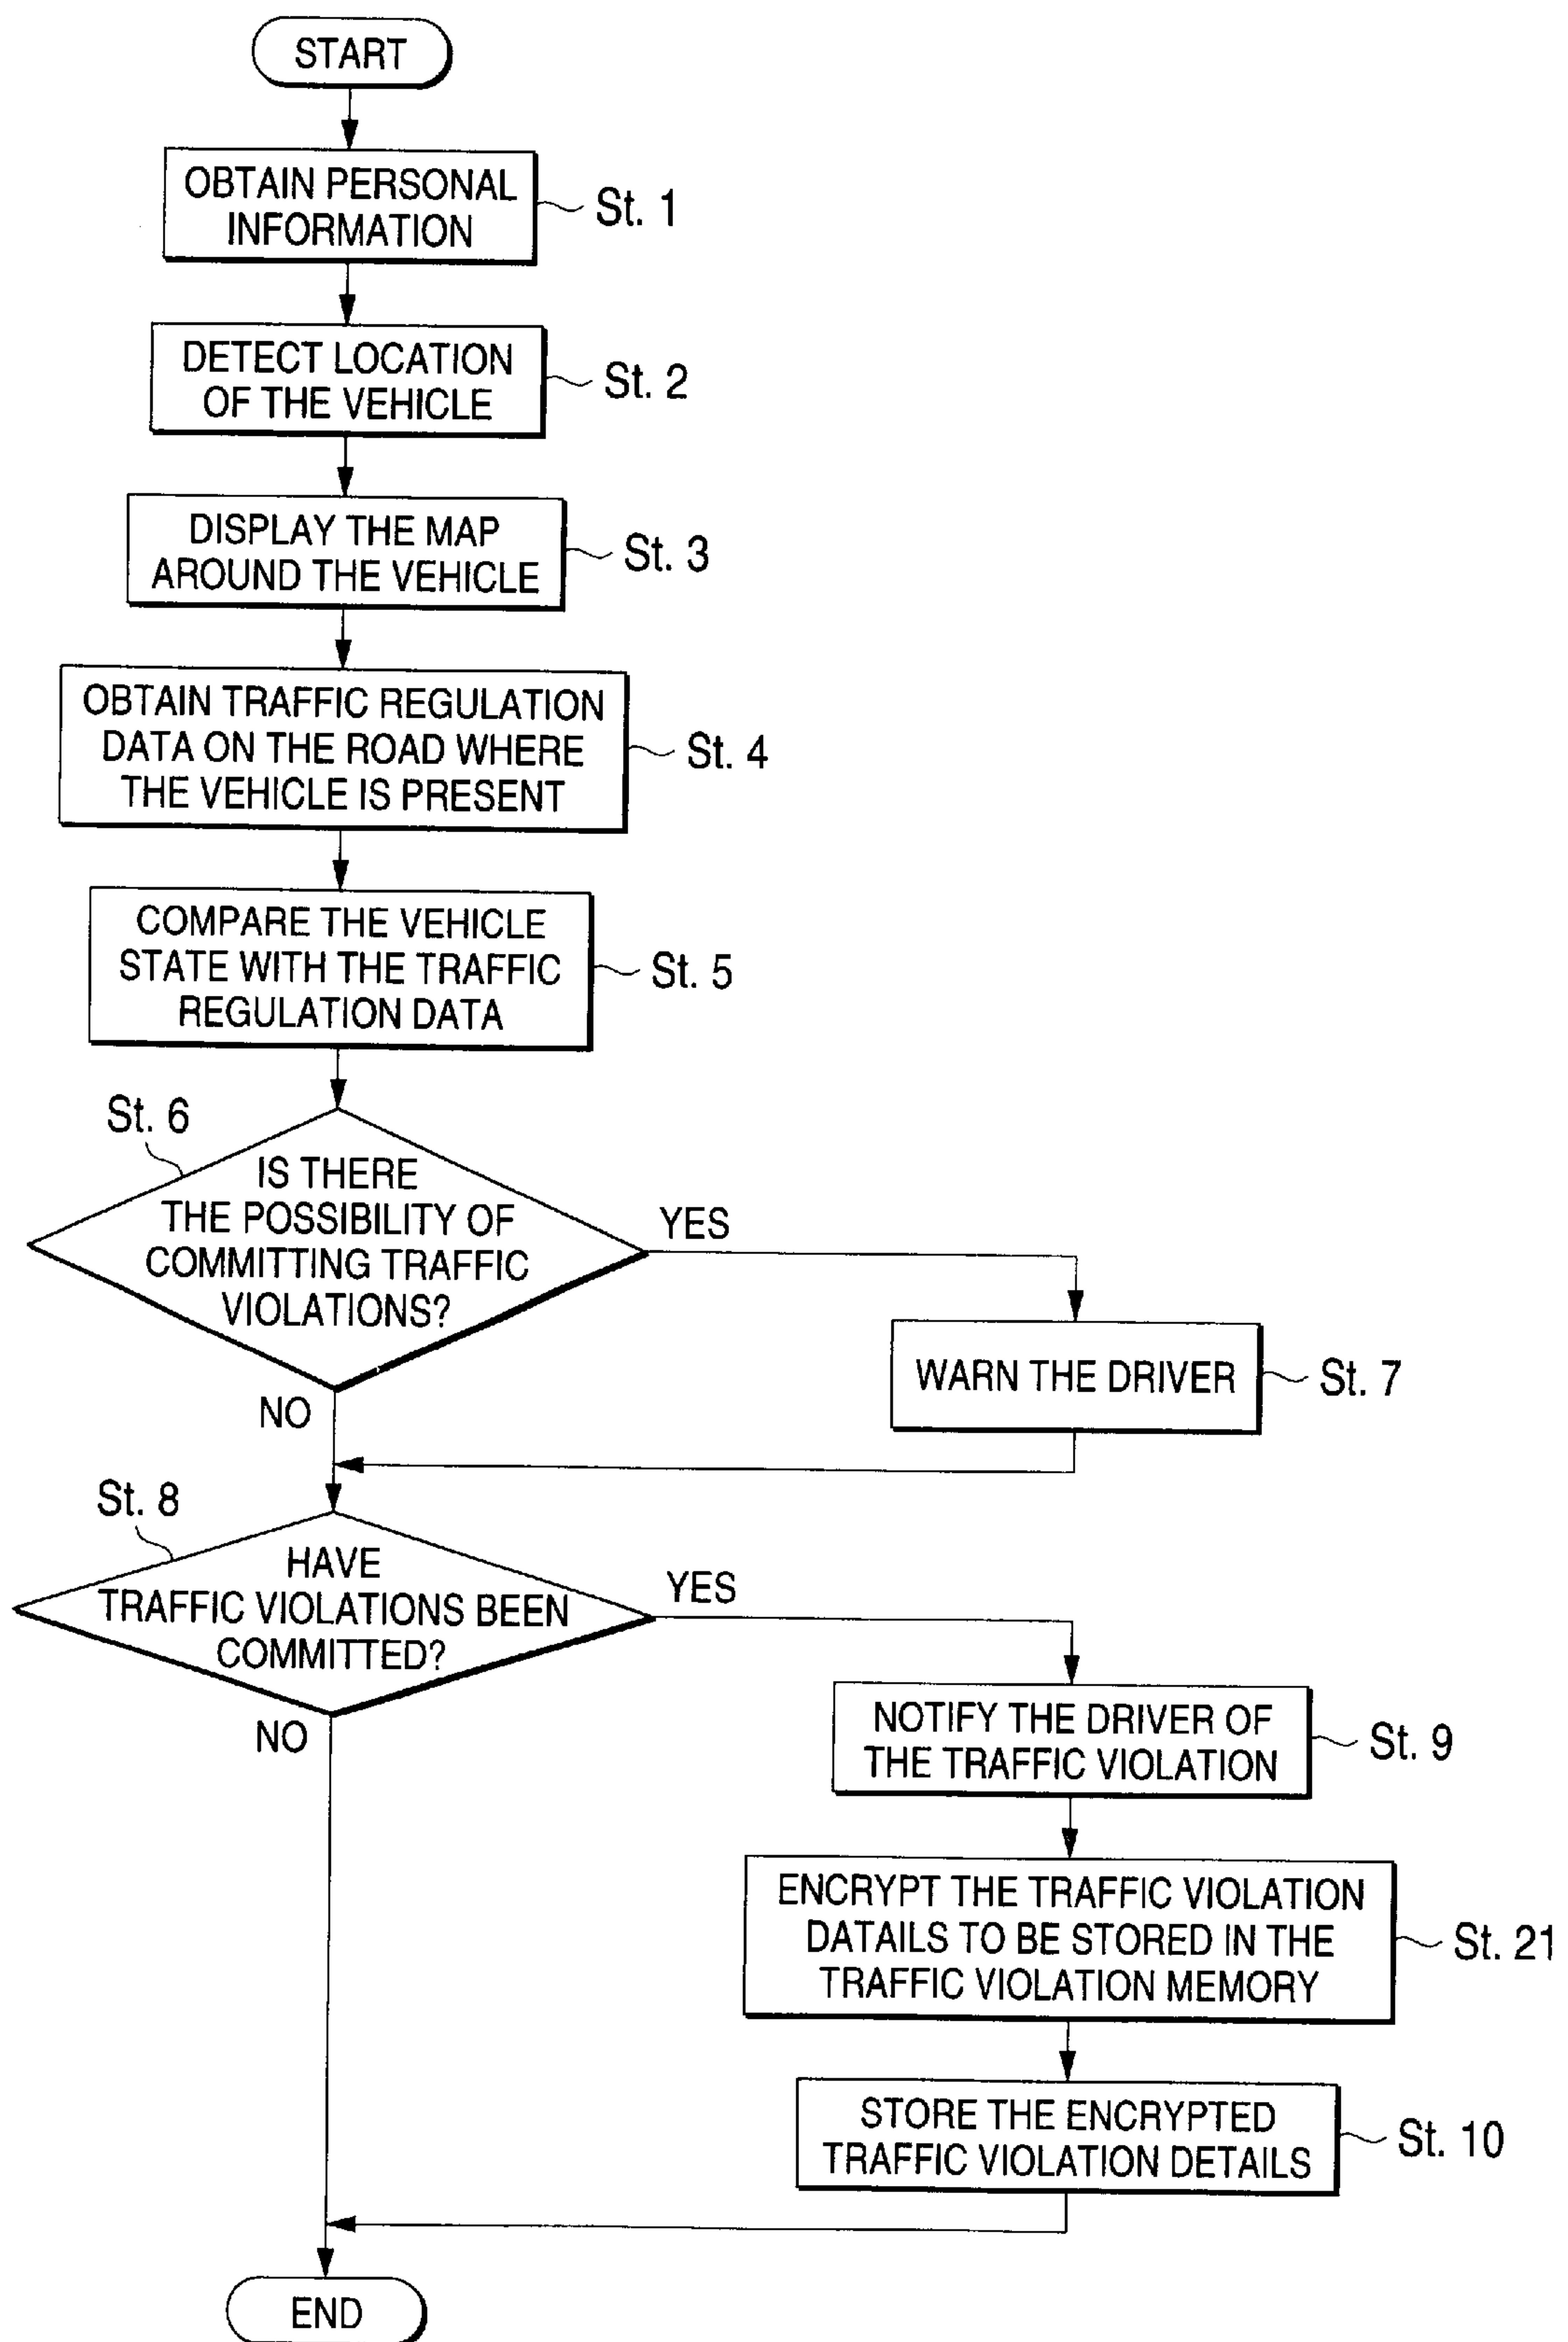 START
OBTAIN PERSONAL
INFORMATION
St. 1
DETECT LOCATION
OF THE VEHICLE
St. 2
DISPLAY THE MAP
AROUND THE VEHICLE
St. 3
OBTAIN TRAFFIC REGULATION
DATA ON THE ROAD WHERE
THE VEHICLE IS PRESENT
St. 4
COMPARE THE VEHICLE
STATE WITH THE TRAFFIC
REGULATION DATA
St. 5
St. 6
IS THERE
THE POSSIBILITY OF
COMMITTING TRAFFIC
VIOLATIONS?
YES
NO
WARN THE DRIVER
St. 7
St. 8
HAVE
TRAFFIC VIOLATIONS BEEN
COMMITTED?
YES
NO
NOTIFY THE DRIVER OF
THE TRAFFIC VIOLATION
St. 9
ENCRYPT THE TRAFFIC VIOLATION
DATAILS TO BE STORED IN THE
TRAFFIC VIOLATION MEMORY
St. 21
STORE THE ENCRYPTED
TRAFFIC VIOLATION DETAILS
St. 10
END